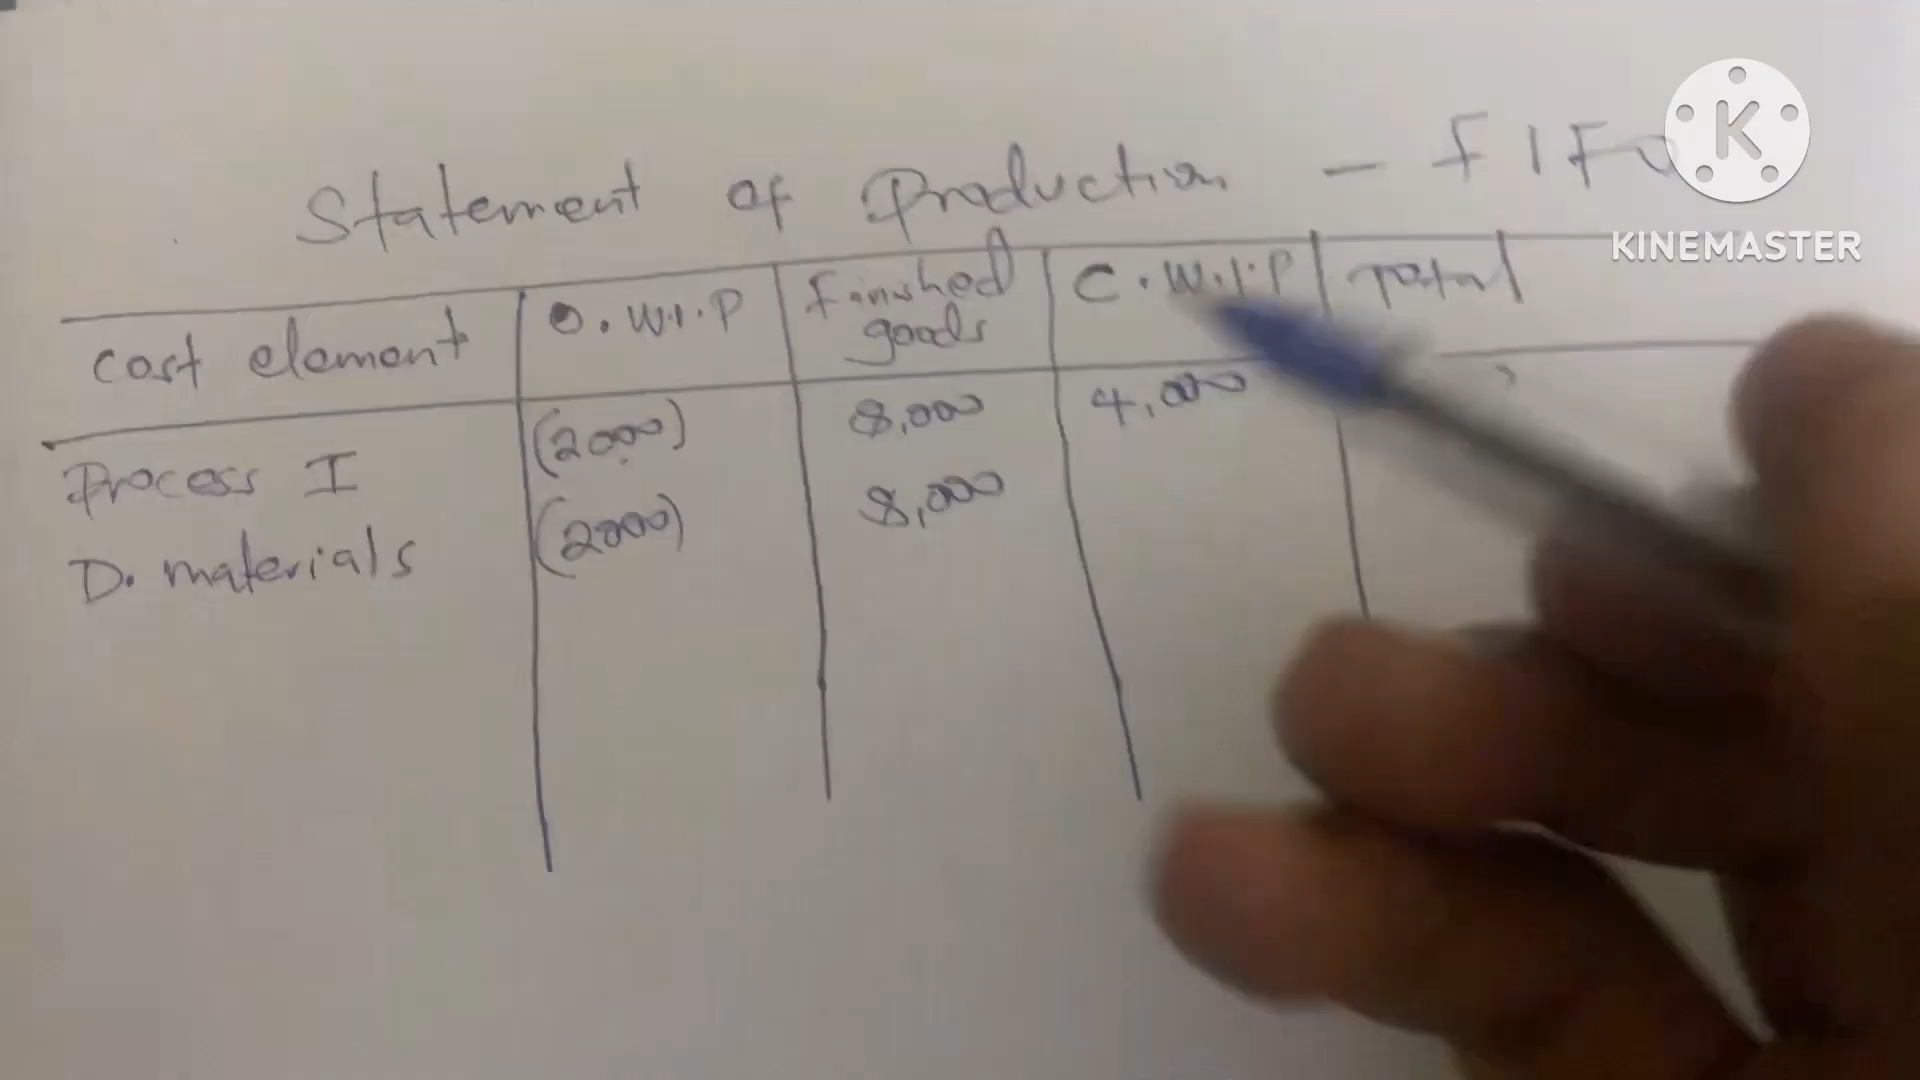 Statement of Production - FIFO
Cost element O.W.I.P Finished goods C.W.I.P Total
Process I (2000) 8,000 4,000
D. materials (2000) 8,000
K
KINEMASTER